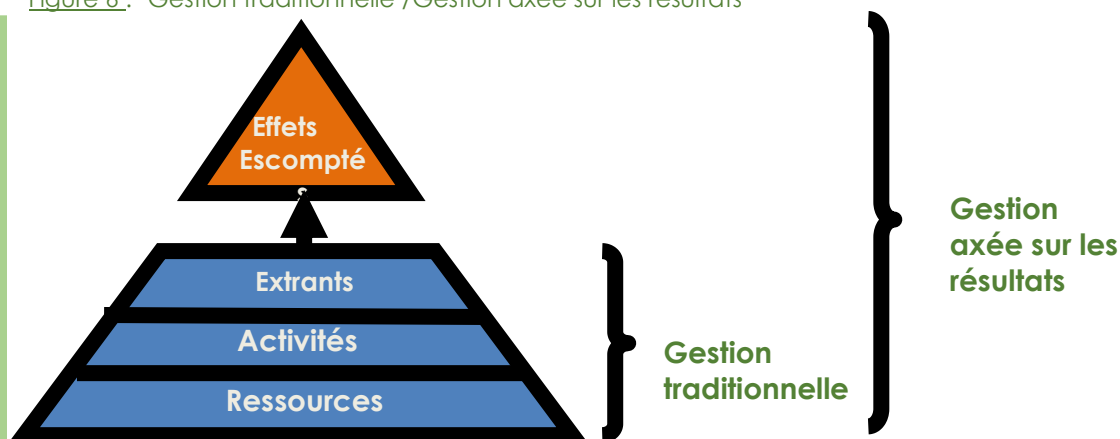 Figure 6 : Gestion traditionnelle /Gestion axée sur les résultats
Effets
Escompté
s
Extrants
Activités
Ressources
Gestion
traditionnelle
Gestion
axée sur les
résultats